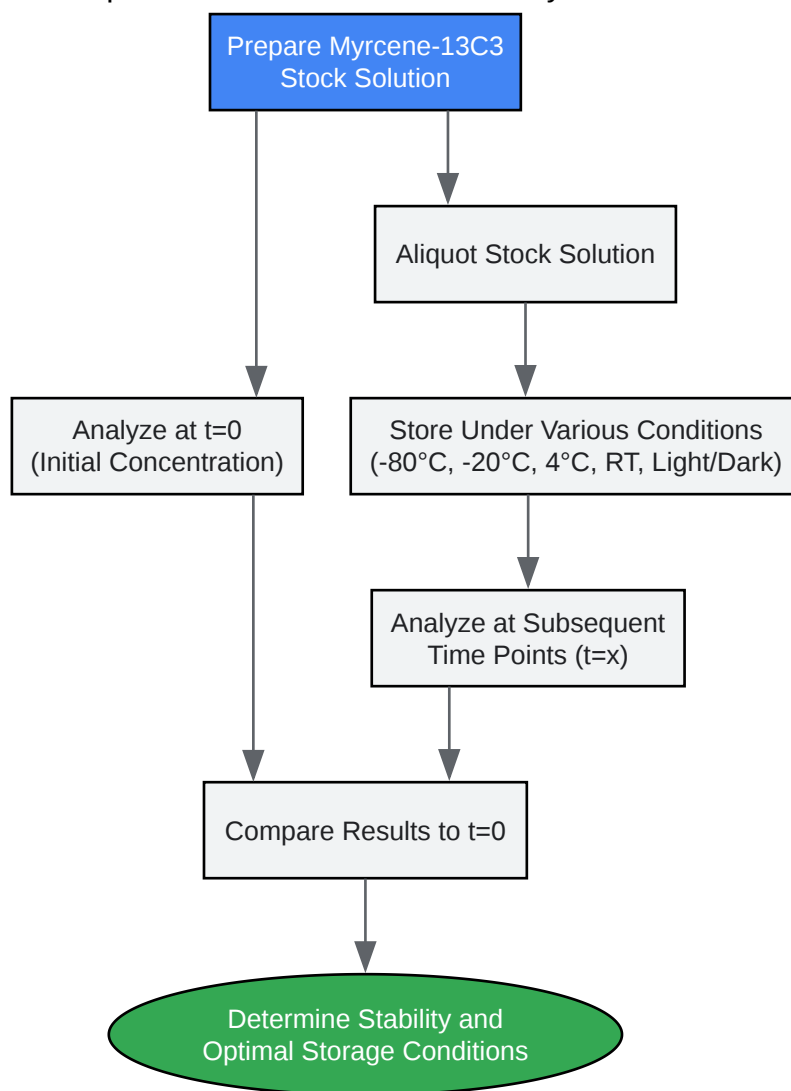 Prepare Myrcene-13C3
Stock Solution
Aliquot Stock Solution
Analyze at t=0
(Initial Concentration)
Store Under Various Conditions
(-80°C, -20°C, 4°C, RT, Light/Dark)
Analyze at Subsequent
Time Points (t=x)
Compare Results to t=0
Determine Stability and
Optimal Storage Conditions